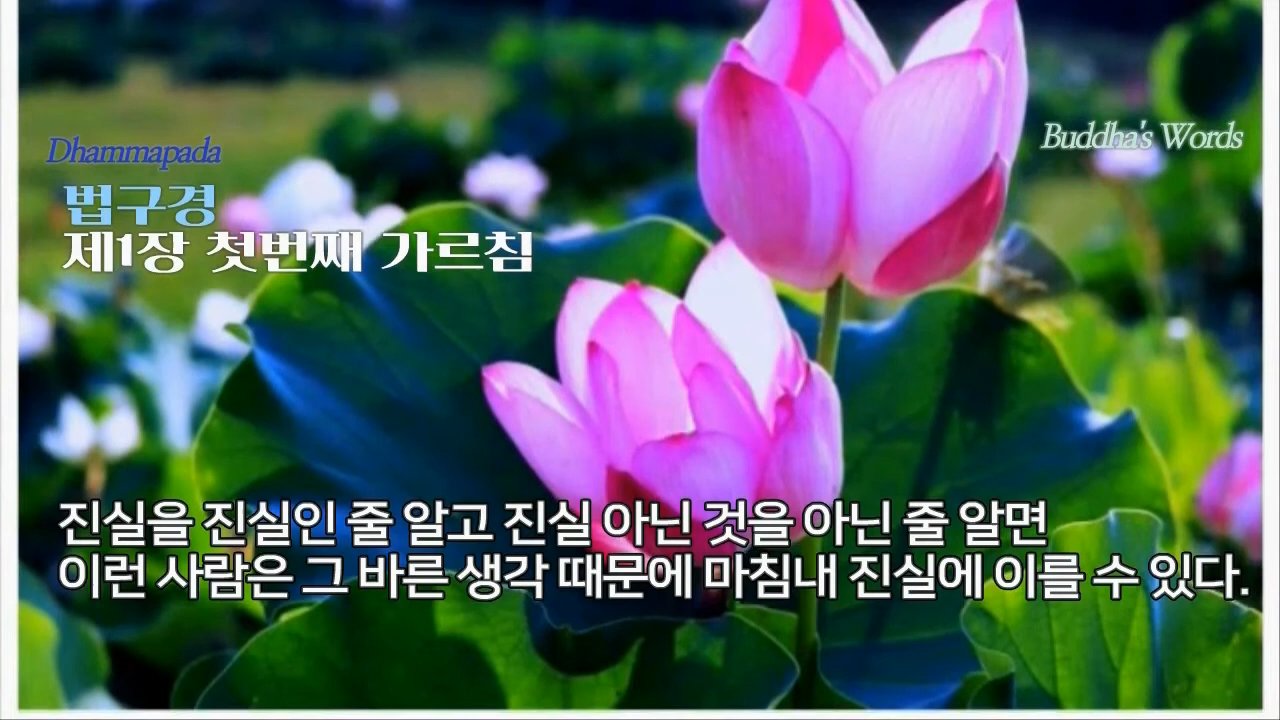 Dhammapada
Buddha's Words
법구경
제1장 첫번째 가르침
진실을 진실인 줄 알고 진실 아닌 것을 아닌 줄 알면
이런 사람은 그 바른 생각 때문에 마침내 진실에 이를 수 있다.